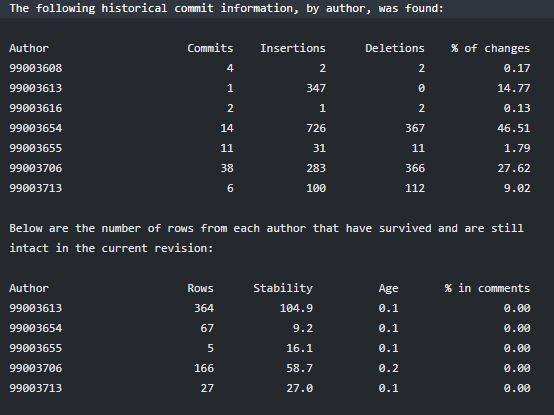 The following historical commit information, by author, was found:
Author Commits Insertions Deletions % of changes
99003608 4 2 2 0.17
99003613 1 347 0 14.77
99003616 2 1 2 0.13
99003654 14 726 367 46.51
99003655 11 31 11 1.79
99003706 38 283 366 27.62
99003713 6 100 112 9.02
Below are the number of rows from each author that have survived and are still
intact in the current revision:
Author Rows Stability Age % in comments
99003613 364 104.9 0.1 0.00
99003654 67 9.2 0.1 0.00
99003655 5 16.1 0.1 0.00
99003706 166 58.7 0.2 0.00
99003713 27 27.0 0.1 0.00